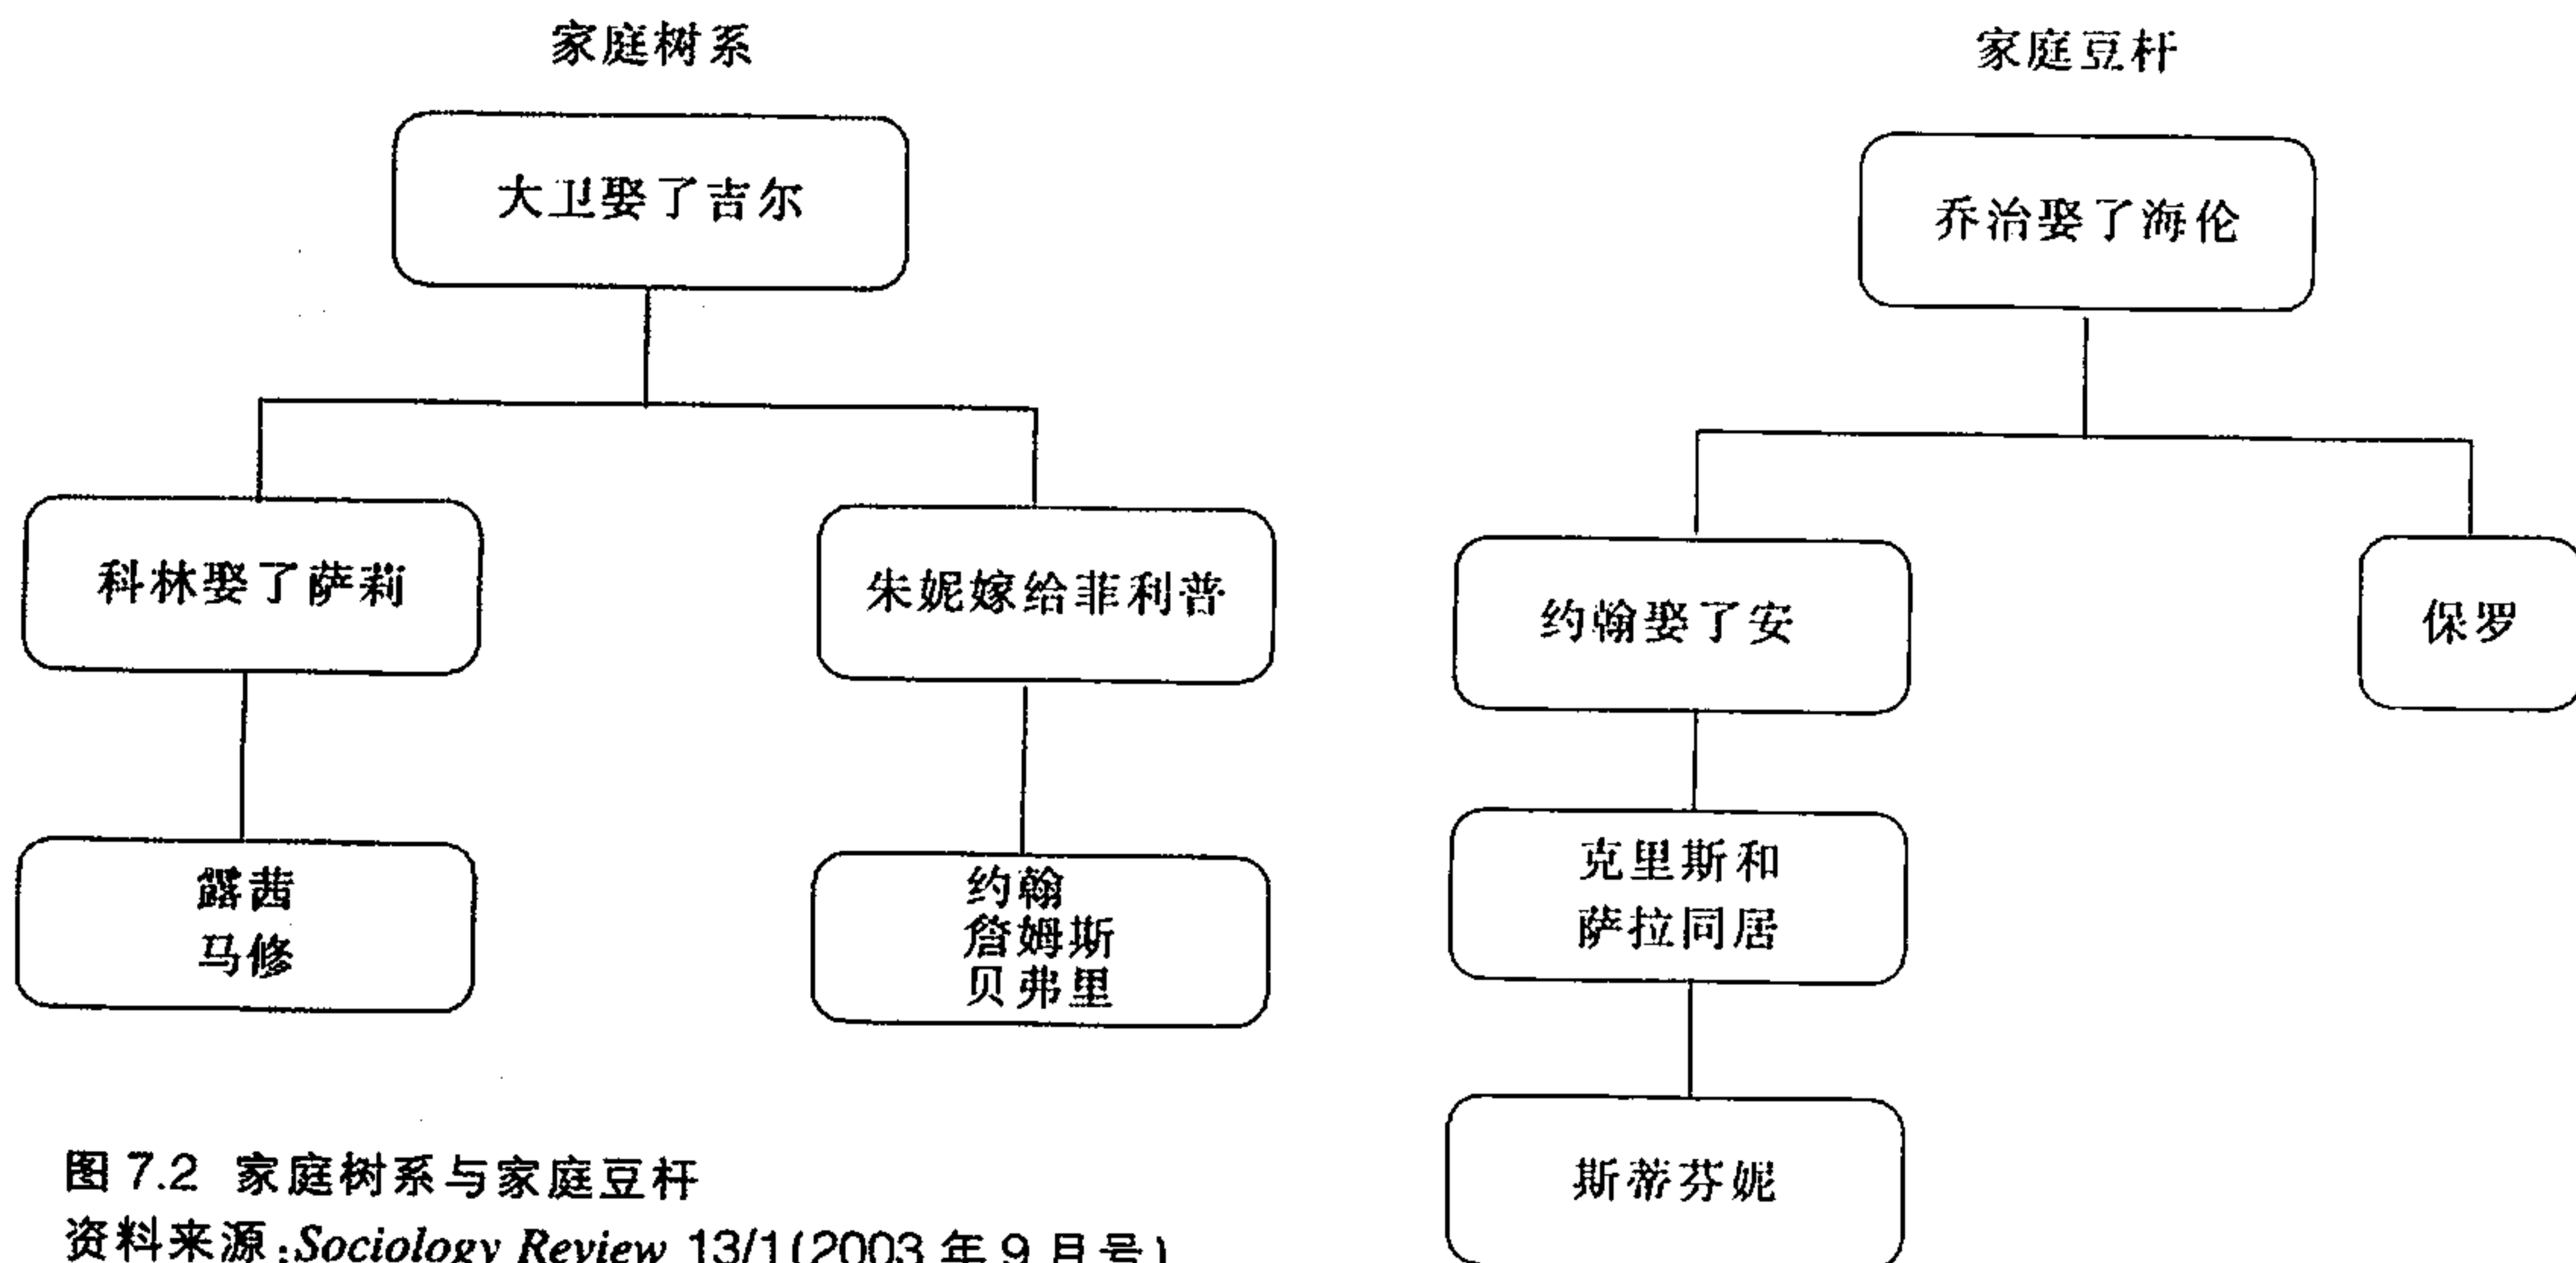 家庭树系
大卫娶了吉尔
科林娶了萨莉
朱妮嫁给菲利普
露茜
马修
约翰
詹姆斯
贝弗里
家庭豆杆
乔治娶了海伦
约翰娶了安
保罗
克里斯和
萨拉同居
斯蒂芬妮
图 7.2 家庭树系与家庭豆杆
资料来源:Sociology Review 13/1(2003 年 9 月号)